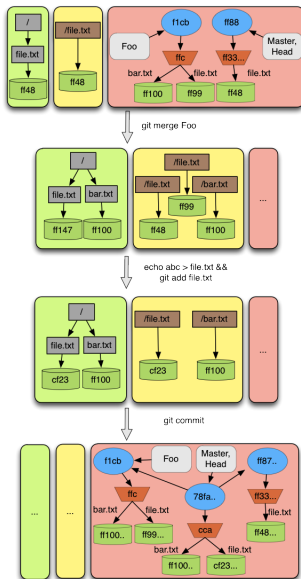 /
file.txt
ff48
/file.txt
ff48
f1cb
ff88
Foo
Master,
Head
ffc
ff33...
bar.txt
file.txt
file.txt
ff100
ff99
ff48
git merge Foo
/
file.txt
bar.txt
ff147
ff100
/file.txt
/file.txt
/bar.txt
ff99
ff48
ff100
...
echo abc > file.txt &&
git add file.txt
/
file.txt
bar.txt
cf23
ff100
/file.txt
/bar.txt
cf23
ff100
...
git commit
...
...
f1cb
Foo
Master,
Head
ff87..
ffc
78fa..
ff33...
bar.txt
file.txt
file.txt
cca
ff100..
ff99...
ff48...
bar.txt
file.txt
ff100..
cf23...